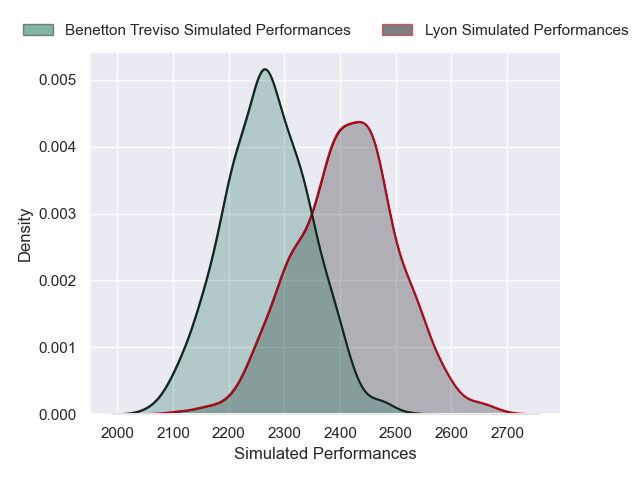 Benetton Treviso Simulated Performances
Lyon Simulated Performances
0.005
0.004
0.003
0.002
0.001
0.000
Density
2000 2100 2200 2300 2400 2500 2600 2700
Simulated Performances